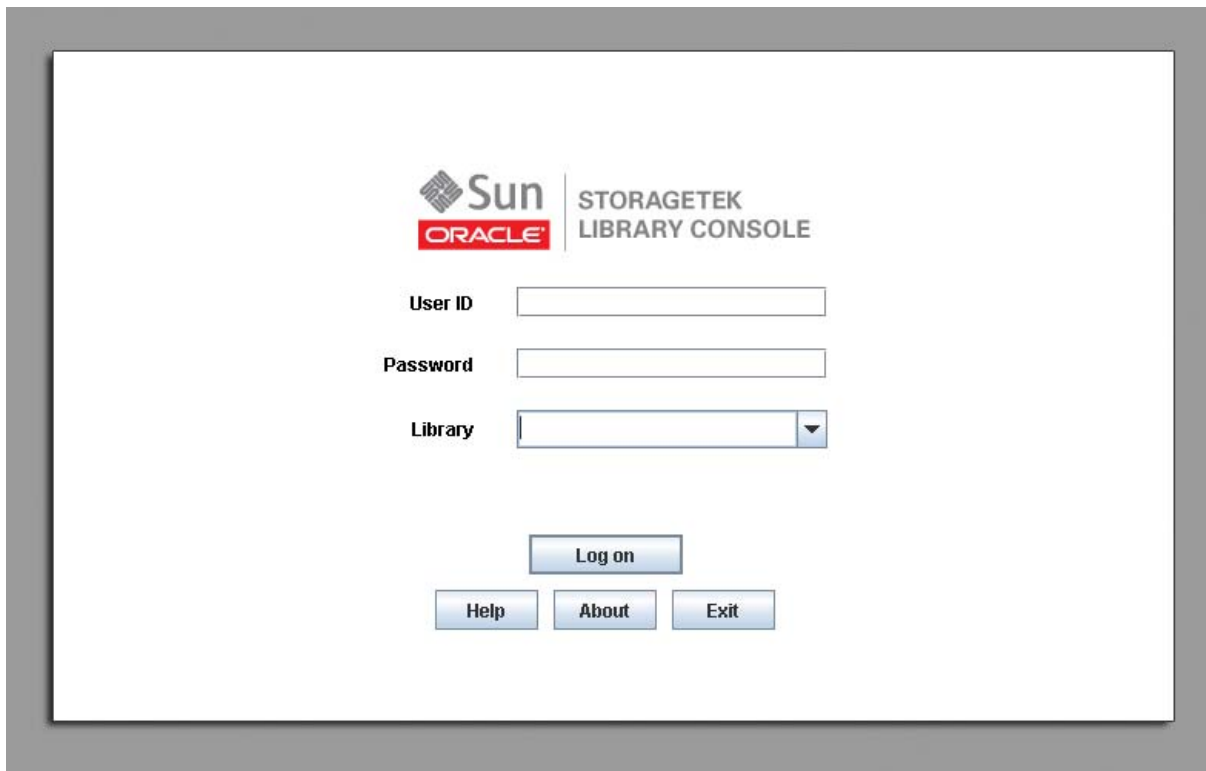 Sun
ORACLE
STORAGETEK
LIBRARY CONSOLE
User ID
Password
Library
Log on
Help
About
Exit